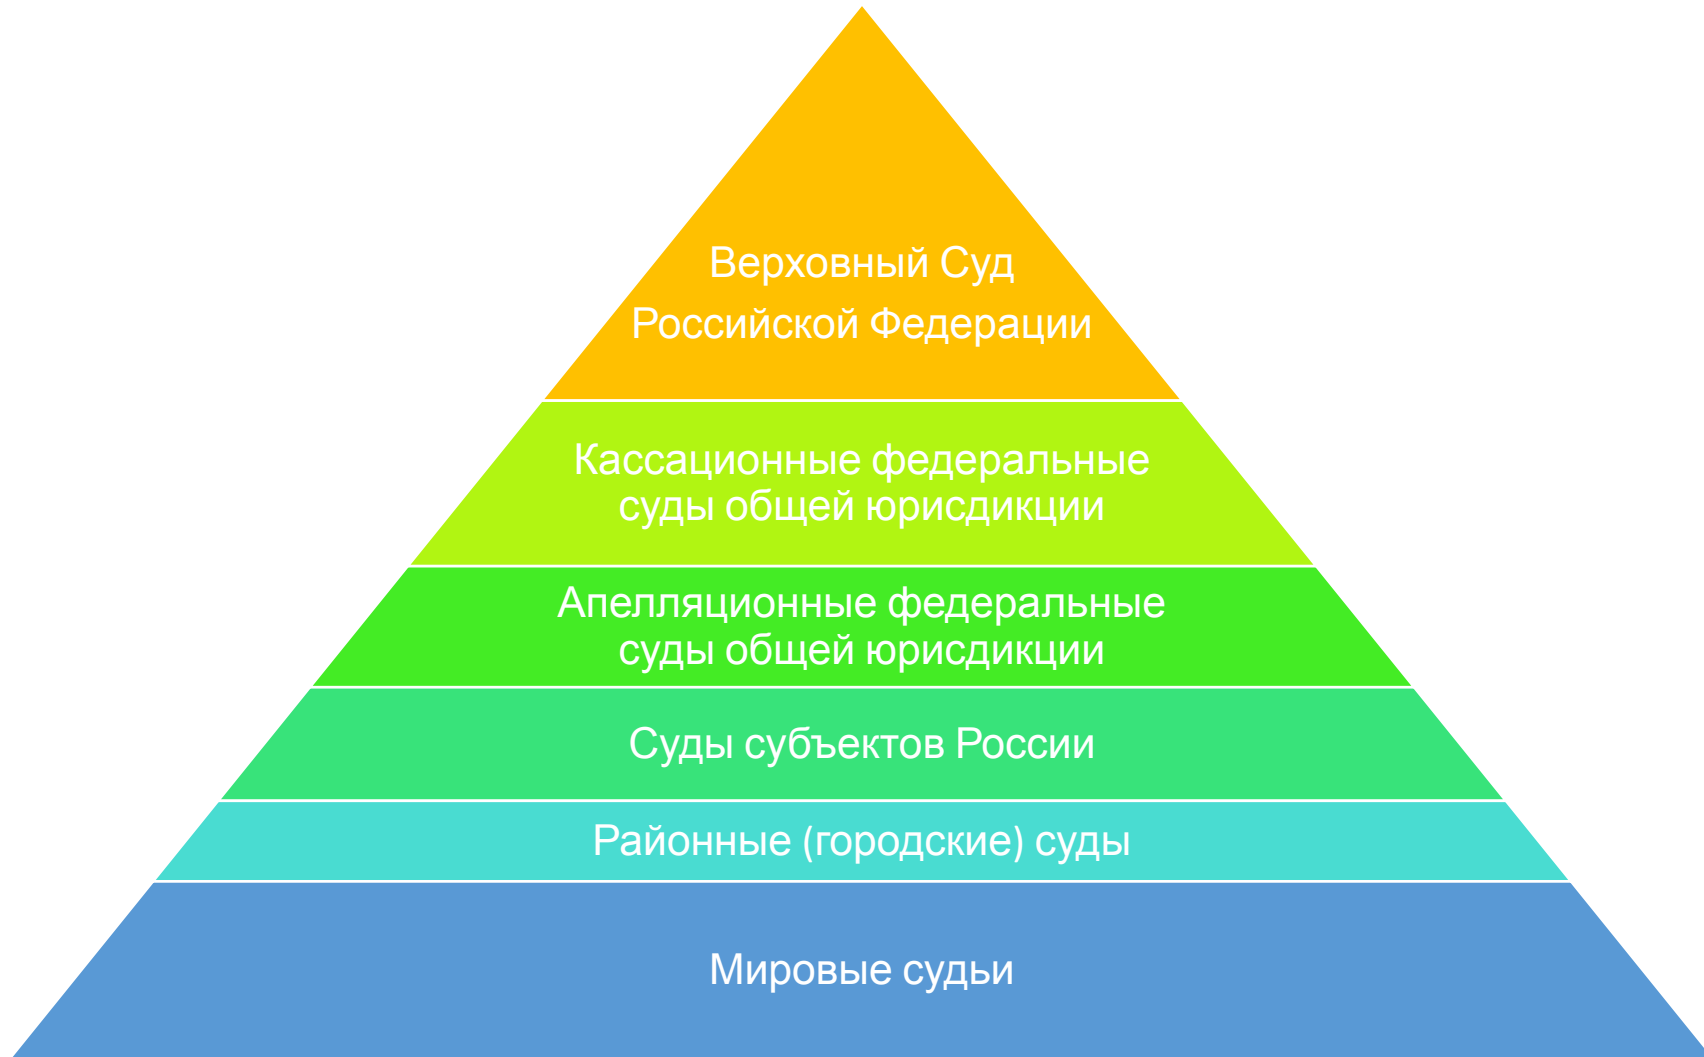 Верховный Суд
Российской Федерации
Кассационные федеральные
суды общей юрисдикции
Апелляционные федеральные
суды общей юрисдикции
Суды субъектов России
Районные (городские) суды
Мировые судьи